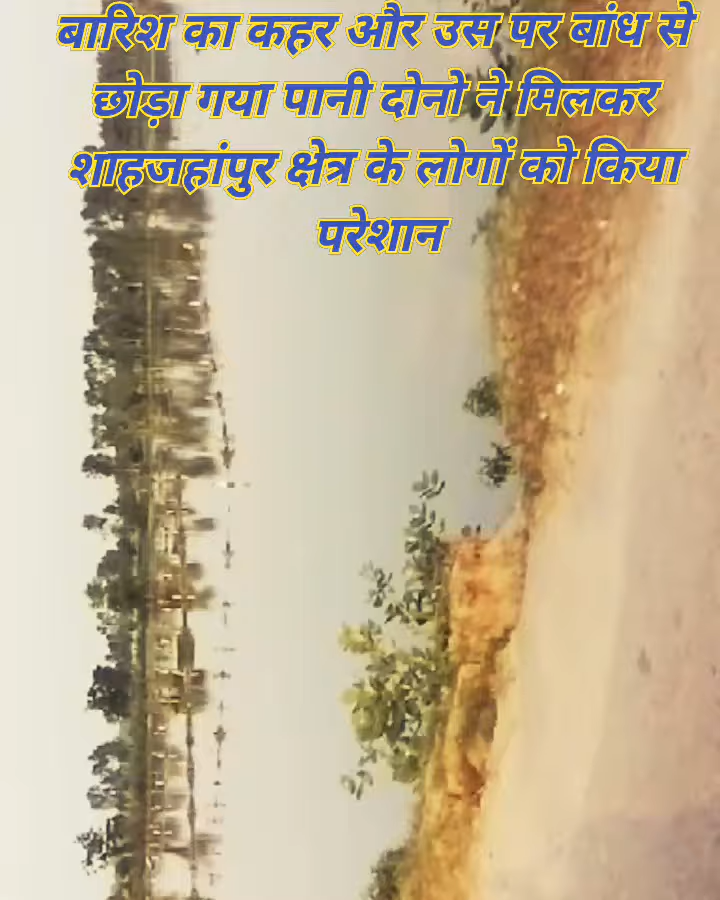 बारिश का कहर और उस पर बांध से
छोड़ा गया पानी दोनो ने मिलकर
शाहजहांपुर क्षेत्र के लोगों को किया
परेशान